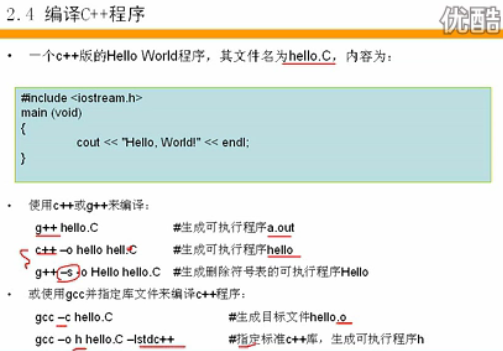 2.4 编译C++程序
优酷
• 一个c++版的Hello World程序，其文件名为hello.C，内容为：
#include <iostream.h>
main (void)
{
cout << "Hello, World!" << endl;
}
• 使用c++或g++来编译：
g++ hello.C #生成可执行程序a.out
c++ –o hello hell.C #生成可执行程序hello
g++ –s -o Hello hello.C #生成删除符号表的可执行程序Hello
• 或使用gcc并指定库文件来编译c++程序：
gcc –c hello.C #生成目标文件hello.o
gcc –o h hello.C –lstdc++ #指定标准c++库，生成可执行程序h